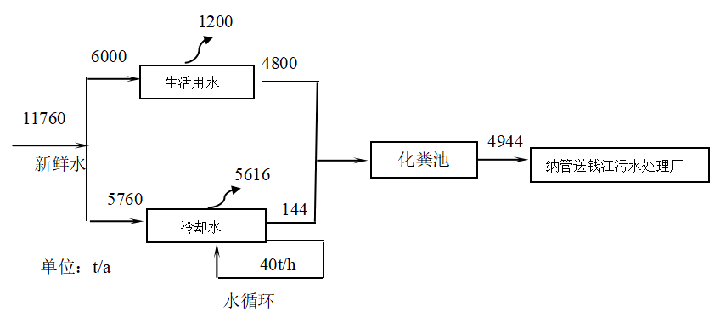 1200
6000
4800
生活用水
11760
新鲜水
化粪池
4944
纳管送钱江污水处理厂
5760
5616
144
冷却水
单位：t/a
40t/h
水循环